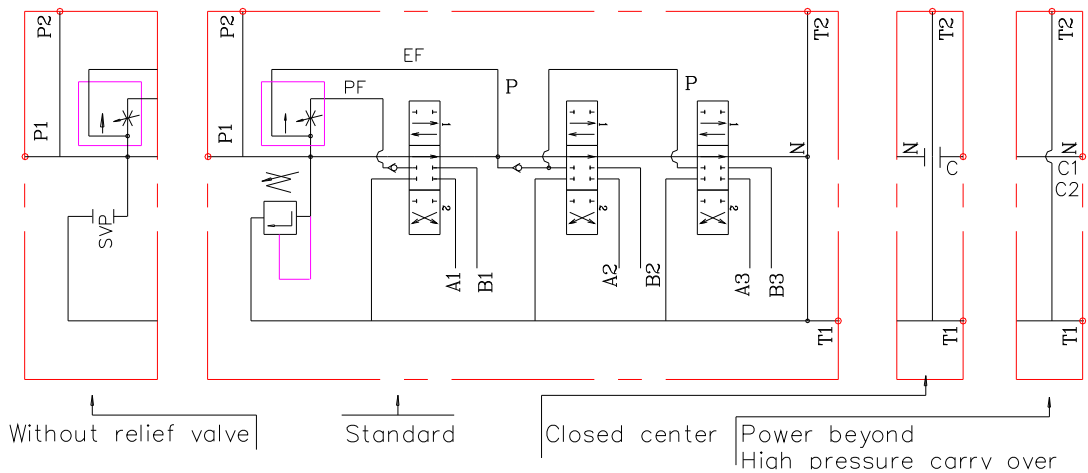 P2
P1
SVP
P2
P1
EF
PF
P
P
1
2
1
2
1
2
A1
B1
A2
B2
A3
B3
N
T2
T1
N
T2
C
T1
N
T2
C1
C2
T1
Without relief valve
Standard
Closed center
Power beyond
High pressure carry over